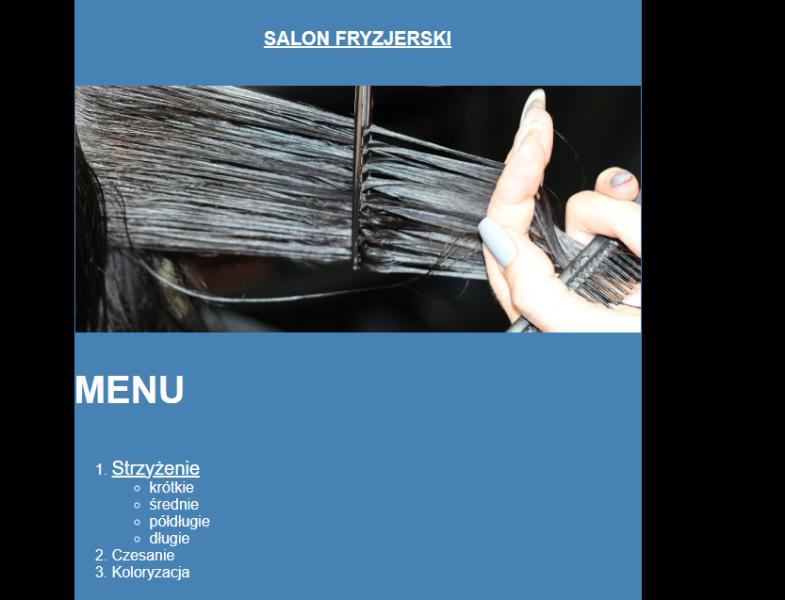 SALON FRYZJERSKI
MENU
1. Strzyżenie
◦ krótkie
◦ średnie
◦ półdługie
◦ długie
2. Czesanie
3. Koloryzacja